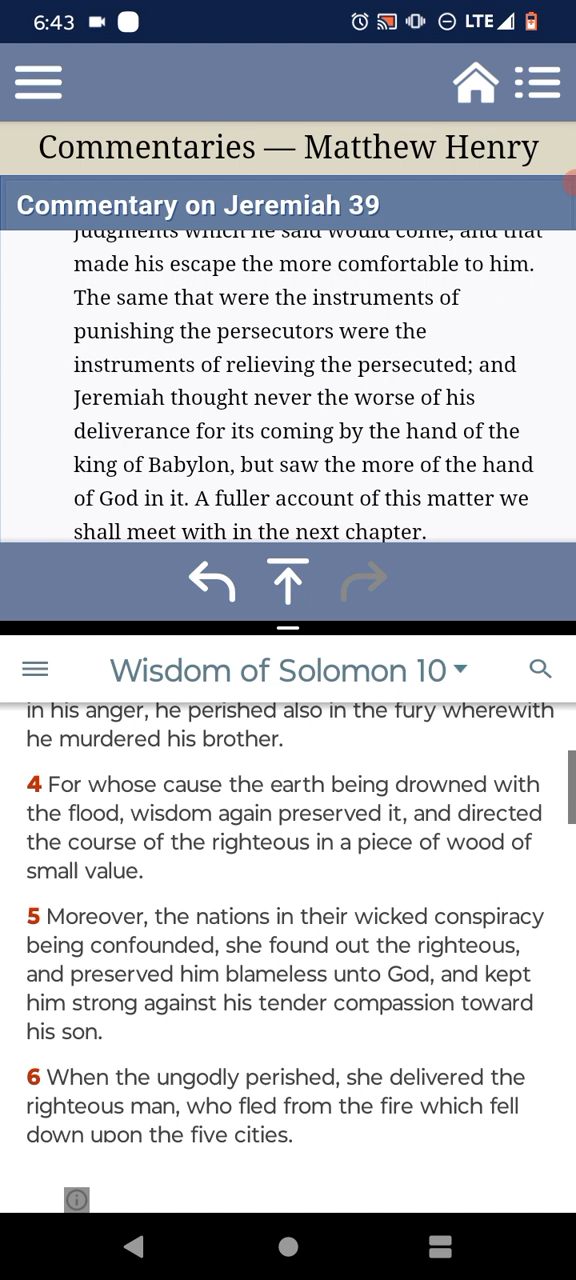 6:43
LTE
Commentaries — Matthew Henry
Commentary on Jeremiah 39
judgments which he said would come, and that
made his escape the more comfortable to him.
The same that were the instruments of
punishing the persecutors were the
instruments of relieving the persecuted; and
Jeremiah thought never the worse of his
deliverance for its coming by the hand of the
king of Babylon, but saw the more of the hand
of God in it. A fuller account of this matter we
shall meet with in the next chapter.
Wisdom of Solomon 10
in his anger, he perished also in the fury wherewith
he murdered his brother.
4 For whose cause the earth being drowned with
the flood, wisdom again preserved it, and directed
the course of the righteous in a piece of wood of
small value.
5 Moreover, the nations in their wicked conspiracy
being confounded, she found out the righteous,
and preserved him blameless unto God, and kept
him strong against his tender compassion toward
his son.
6 When the ungodly perished, she delivered the
righteous man, who fled from the fire which fell
down upon the five cities.